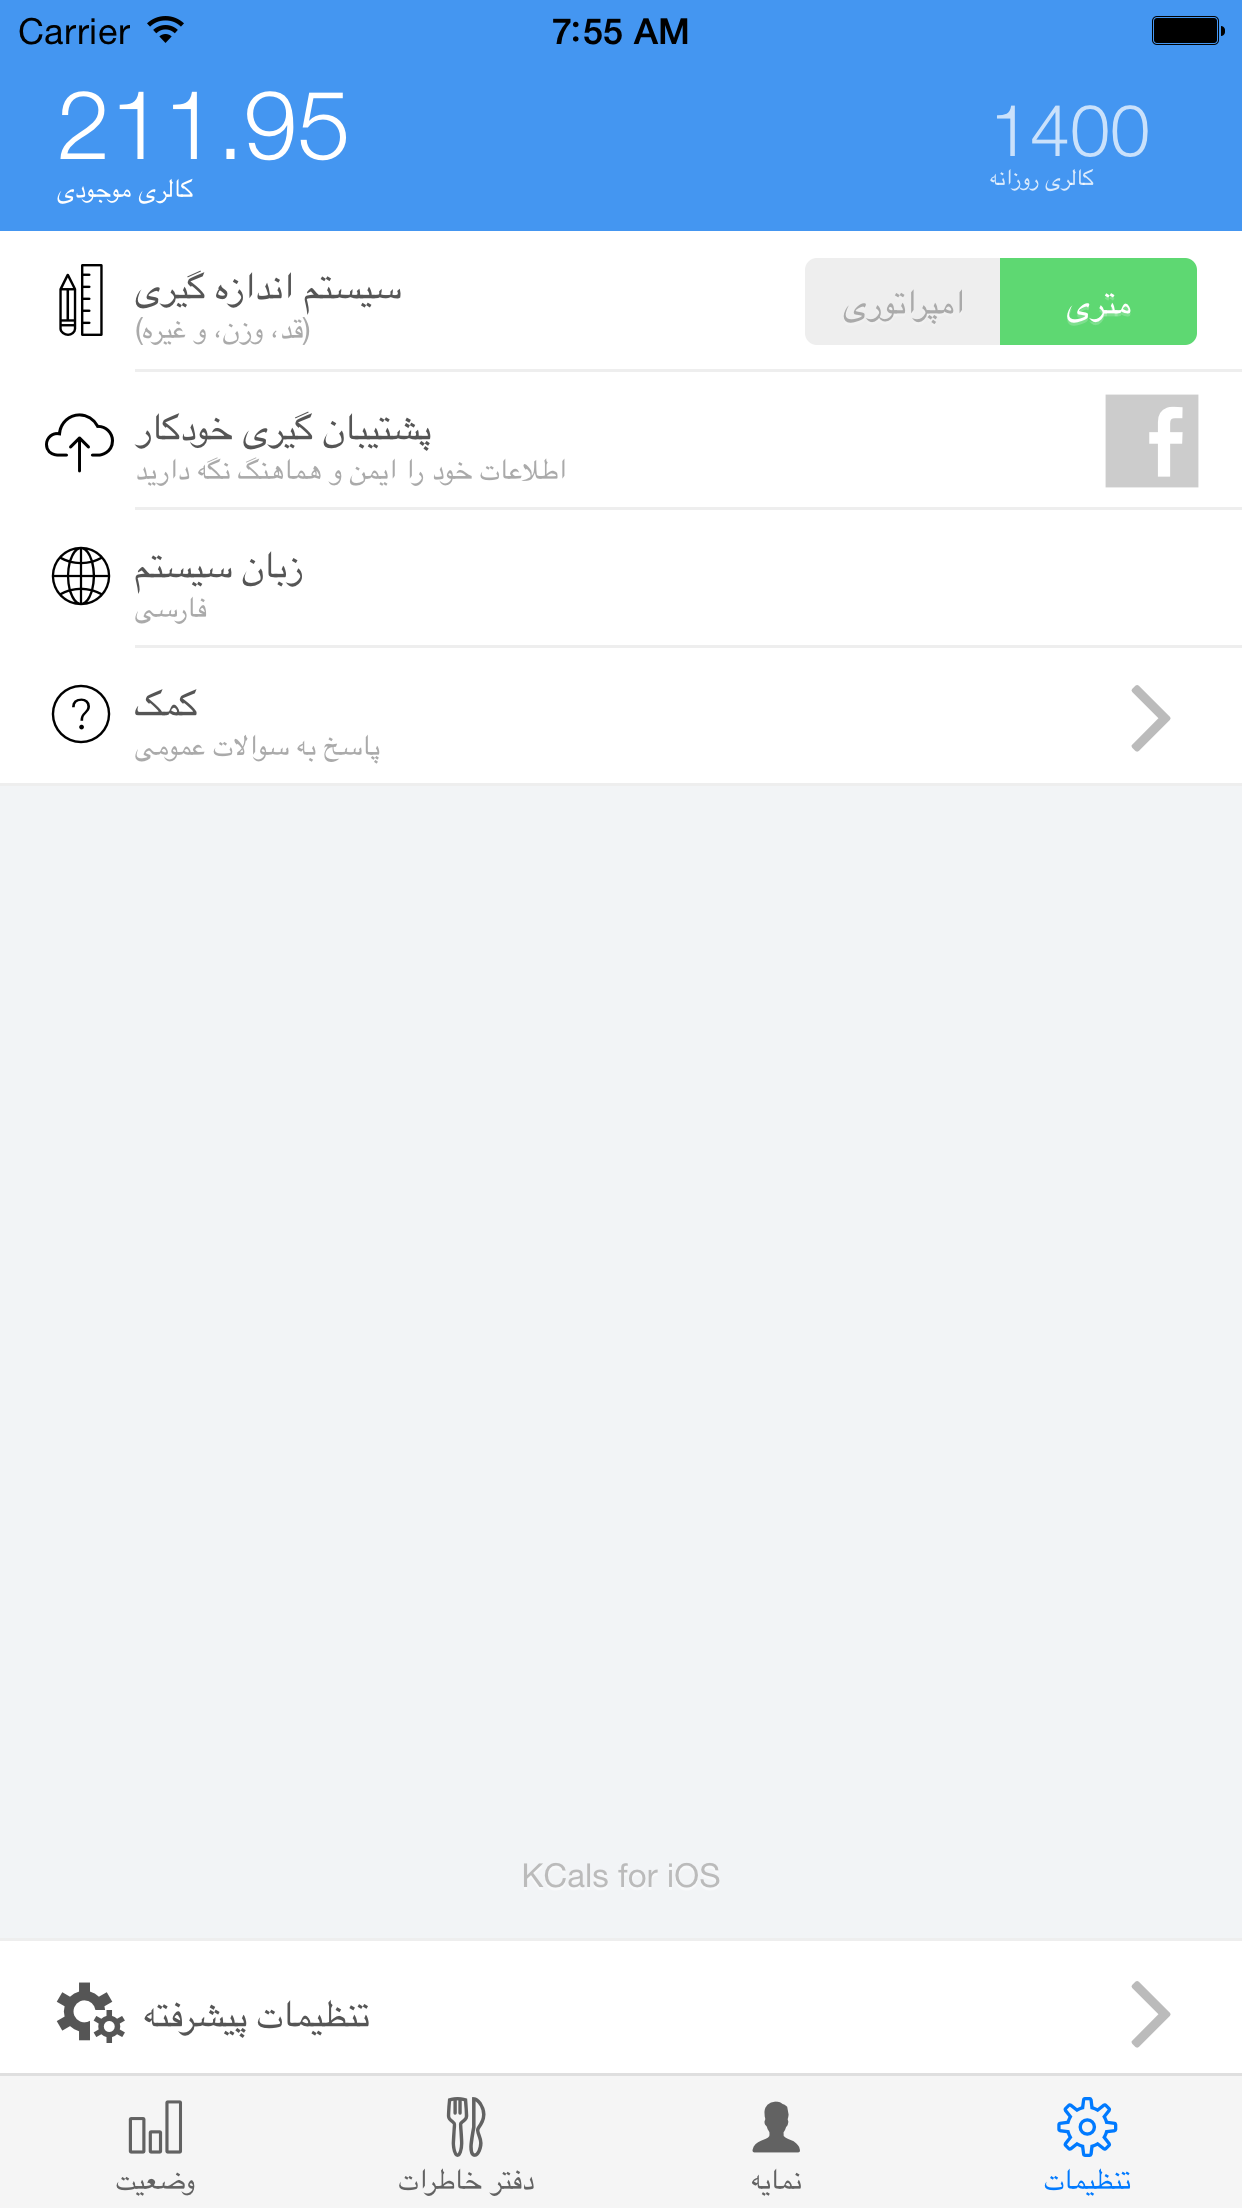 Carrier 7:55 AM
211.95
کالری موجودی
1400
کالری روزانه
سیستم اندازه گیری
(قد، وزن، و غیره)
امپراتوری
متری
پشتیبان گیری خودکار
اطلاعات خود را ایمن و هماهنگ نگه دارید
f
زبان سیستم
فارسی
?
کمک
پاسخ به سوالات عمومی
KCals for iOS
تنظیمات پیشرفته
وضعیت
دفتر خاطرات
نمایه
تنظیمات